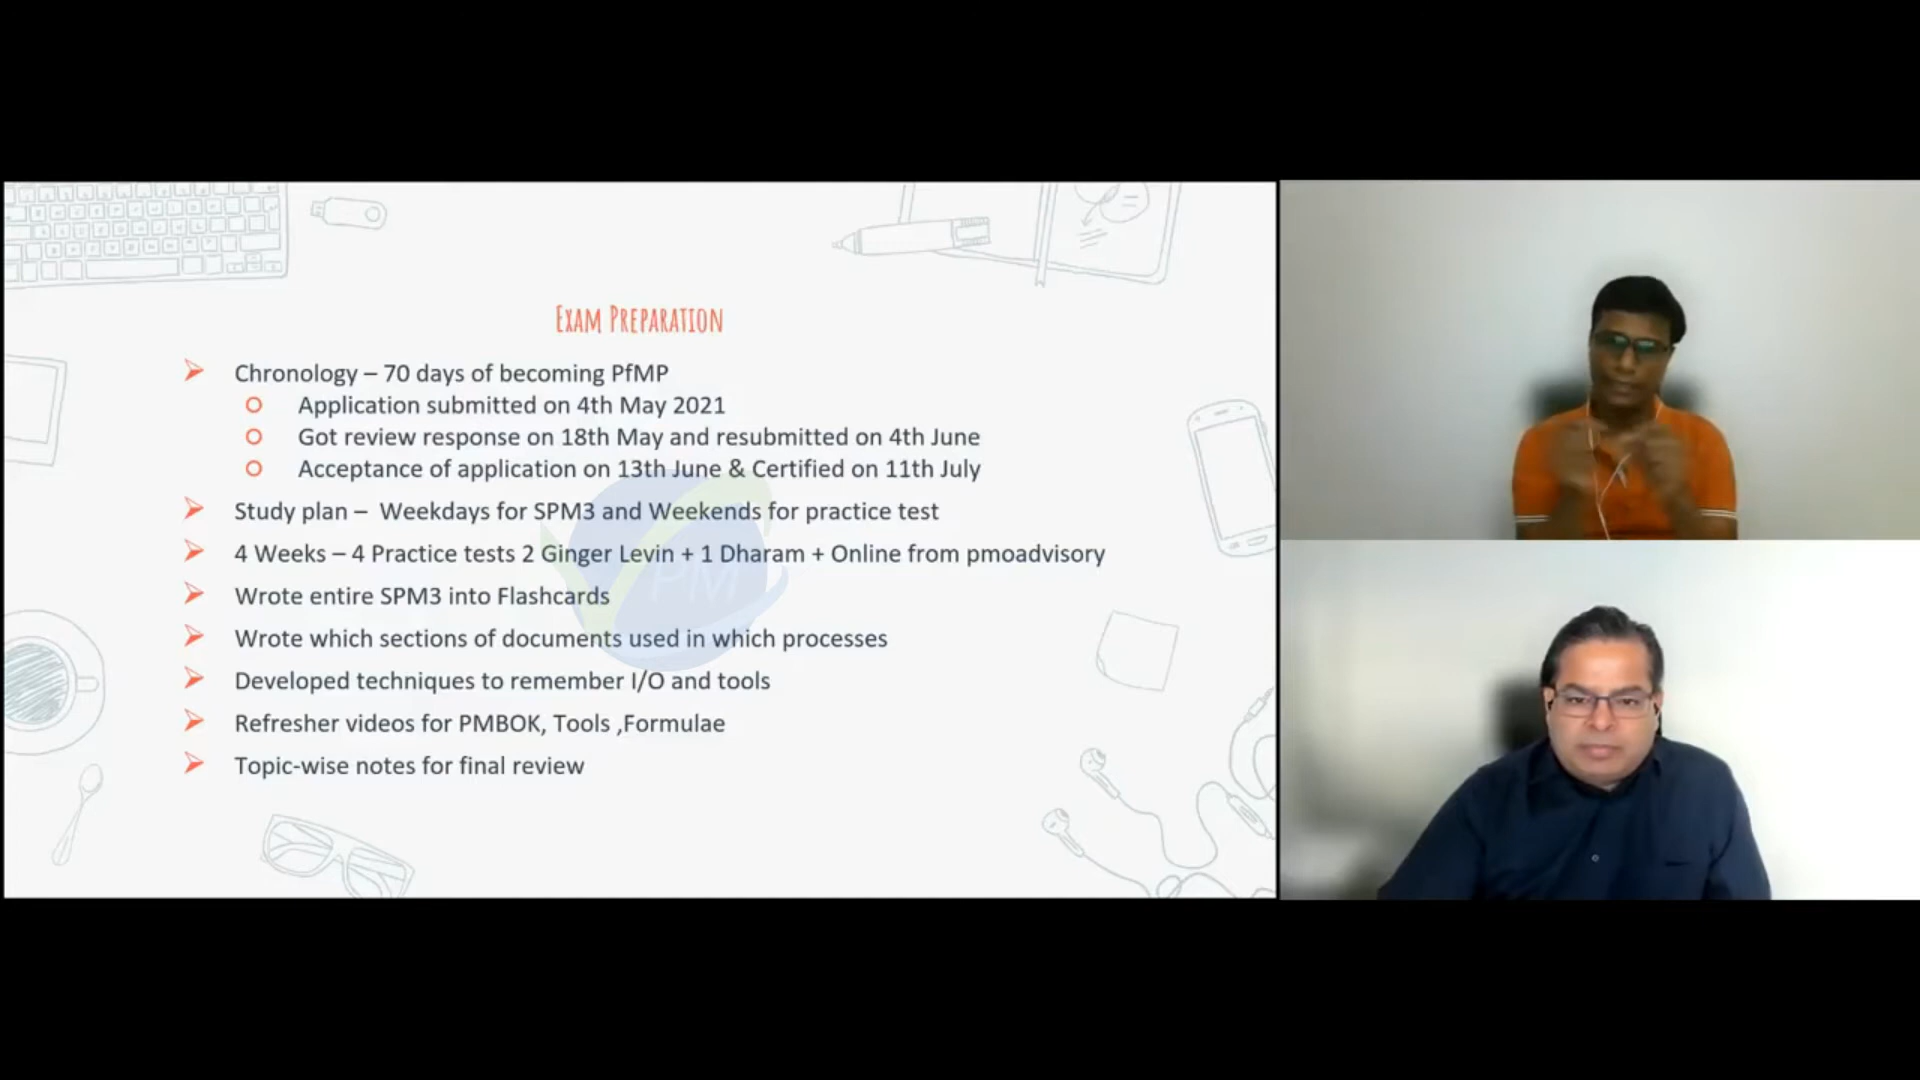 Exam Preparation
Chronology – 70 days of becoming PfMP
Application submitted on 4th May 2021
Got review response on 18th May and resubmitted on 4th June
Acceptance of application on 13th June & Certified on 11th July
Study plan – Weekdays for SPM3 and Weekends for practice test
4 Weeks – 4 Practice tests 2 Ginger Levin + 1 Dharam + Online from pmoadvisory
Wrote entire SPM3 into Flashcards
Wrote which sections of documents used in which processes
Developed techniques to remember I/O and tools
Refresher videos for PMBOK, Tools ,Formulae
Topic-wise notes for final review
PM